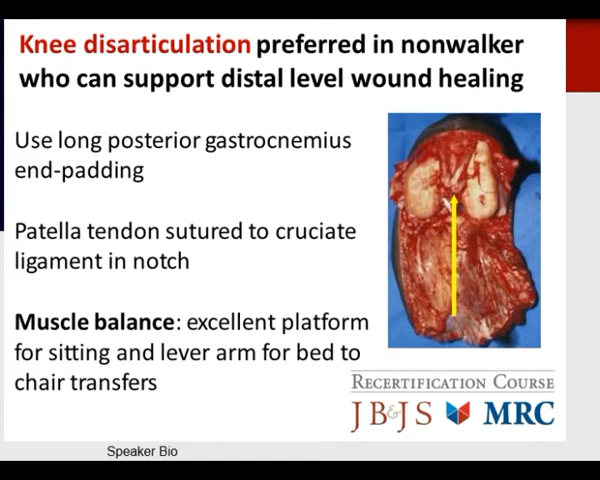 Knee disarticulation preferred in nonwalker
who can support distal level wound healing
Use long posterior gastrocnemius
end-padding
Patella tendon sutured to cruciate
ligament in notch
Muscle balance: excellent platform
for sitting and lever arm for bed to
chair transfers
RECERTIFICATION COURSE
JB&JS MRC
Speaker Bio